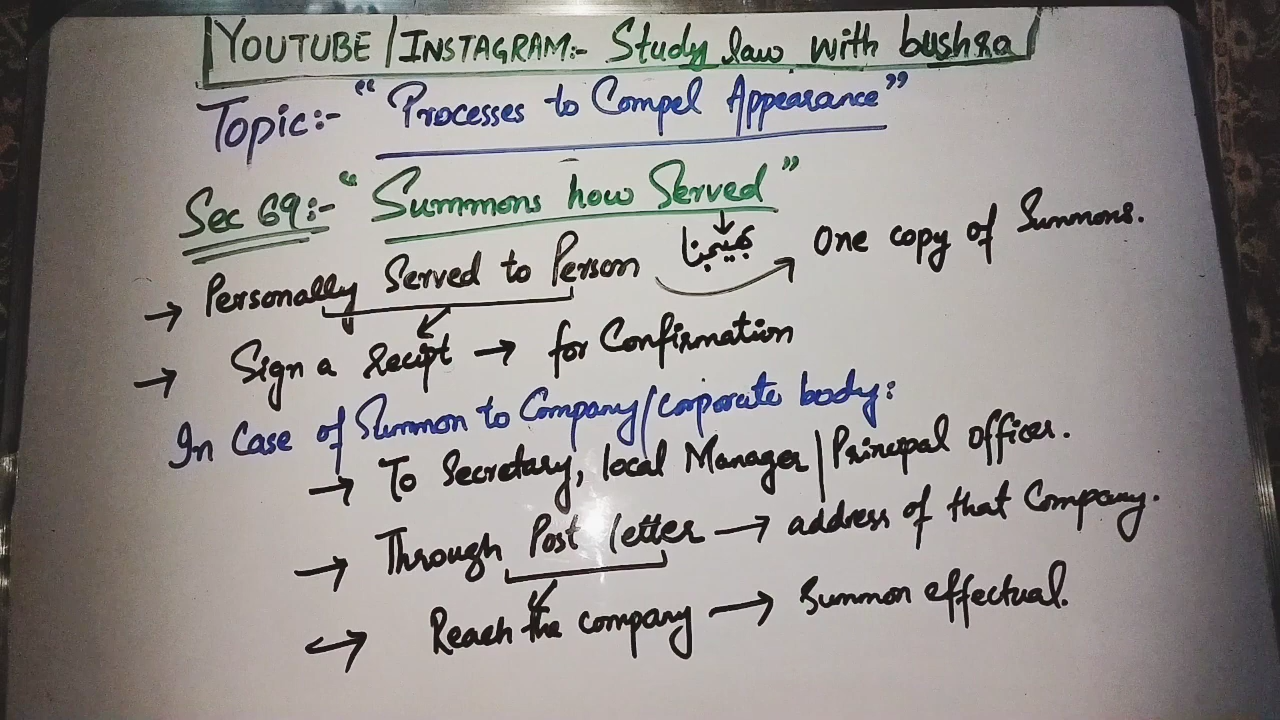 YOUTUBE/INSTAGRAM:- Study law with bushra
Topic:- "Processes to Compel Appearance"
Sec 69:- "Summons how Served"
بھیجنا
→ Personally Served to Person → One copy of Summons.
→ Sign a recipt → for Confirmation
In Case of Summon to Company/corporate body:
→ To Secretary, local Manager/Principal officer.
→ Through Post letter → address of that Company.
→ Reach the company → Summon effectual.